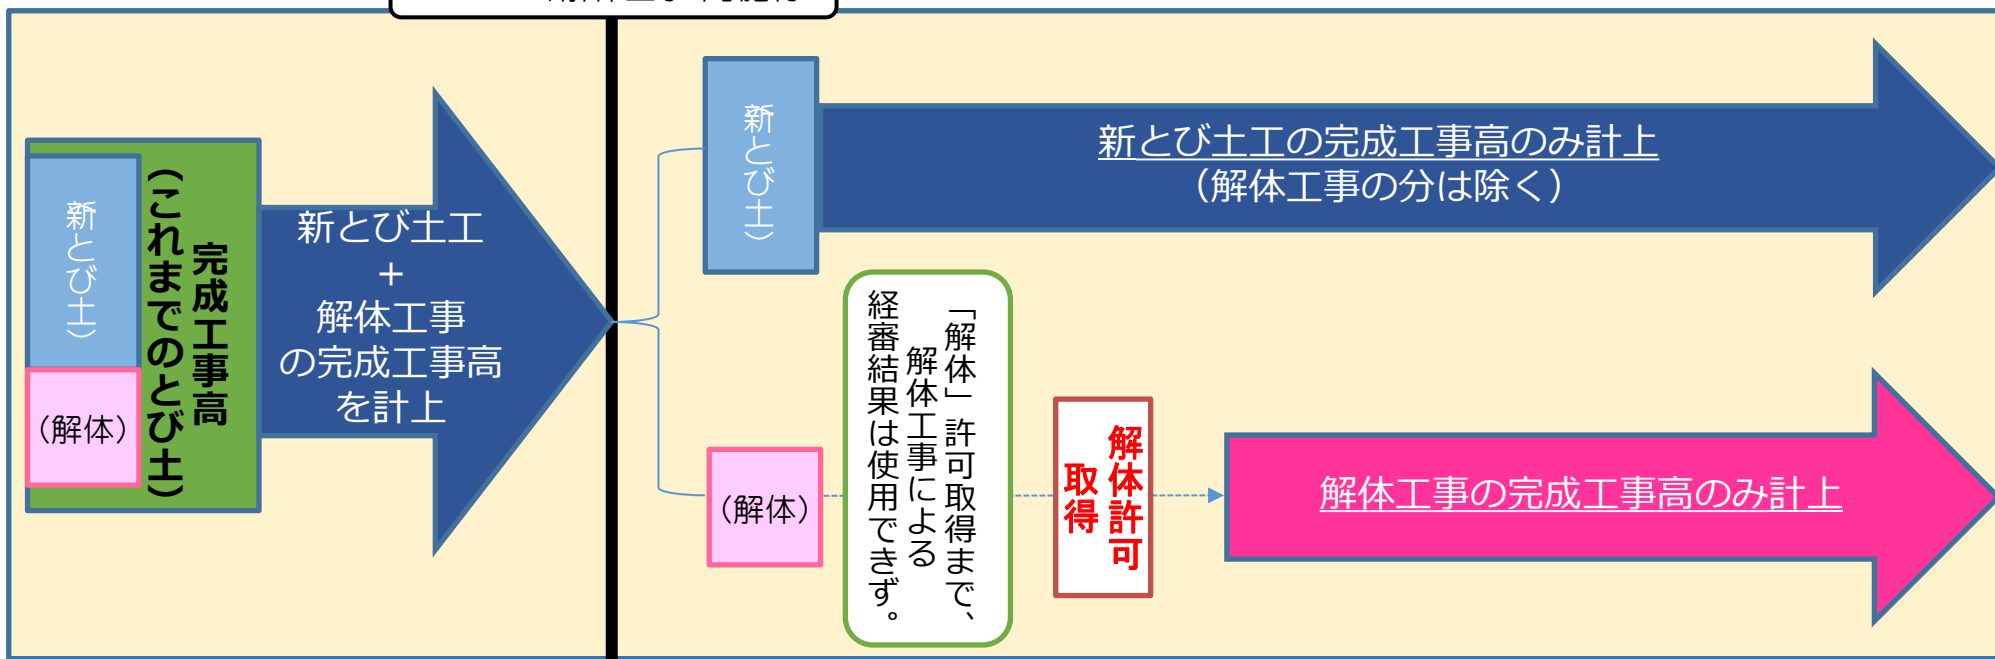 新とび土）
（解体）
完成工事高
（これまでのとび土）
新とび土工
+
解体工事
の完成工事高
を計上
新とび土）
新とび土工の完成工事高のみ計上
（解体工事の分は除く）
（解体）
「解体」許可取得まで、
解体工事による
経審結果は使用できず。
解体許可
取得
解体工事の完成工事高のみ計上